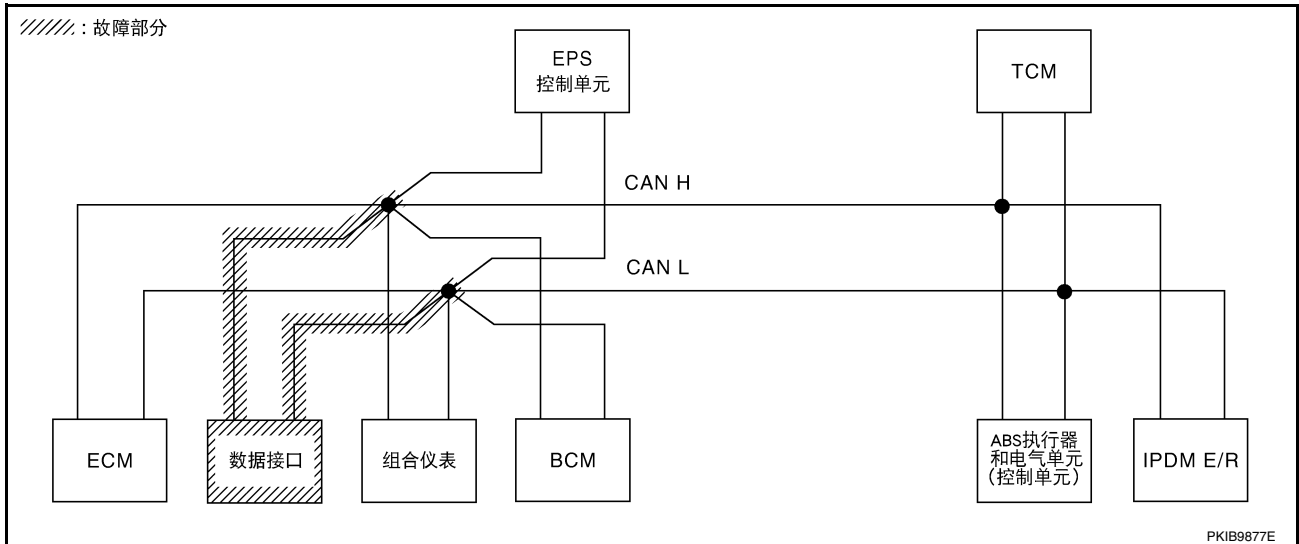 : 故障部分
EPS
控制单元
TCM
CAN H
CAN L
ECM
数据接口
组合仪表
BCM
ABS执行器
和电气单元
(控制单元)
IPDM E/R
PKIB9877E